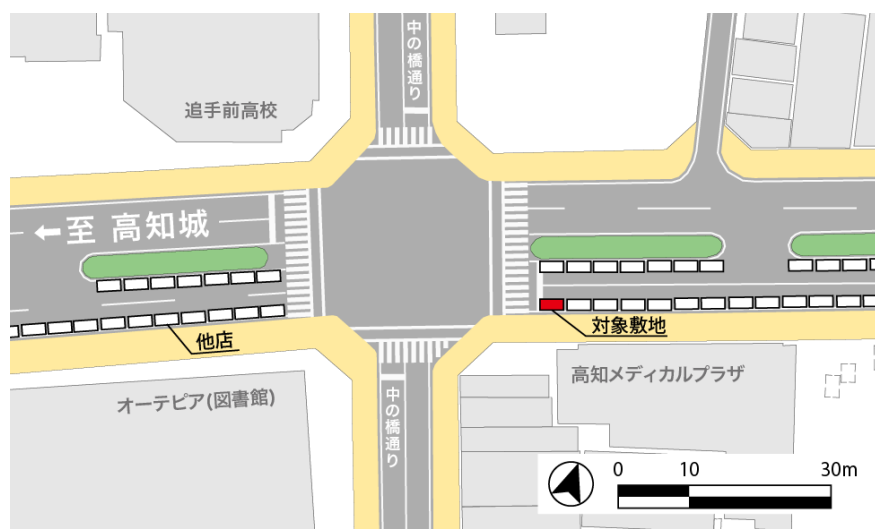 中の橋通り
追手前高校
←至 高知城
他店
対象敷地
オーテピア(図書館)
中の橋通り
高知メディカルプラザ
0 10 30m